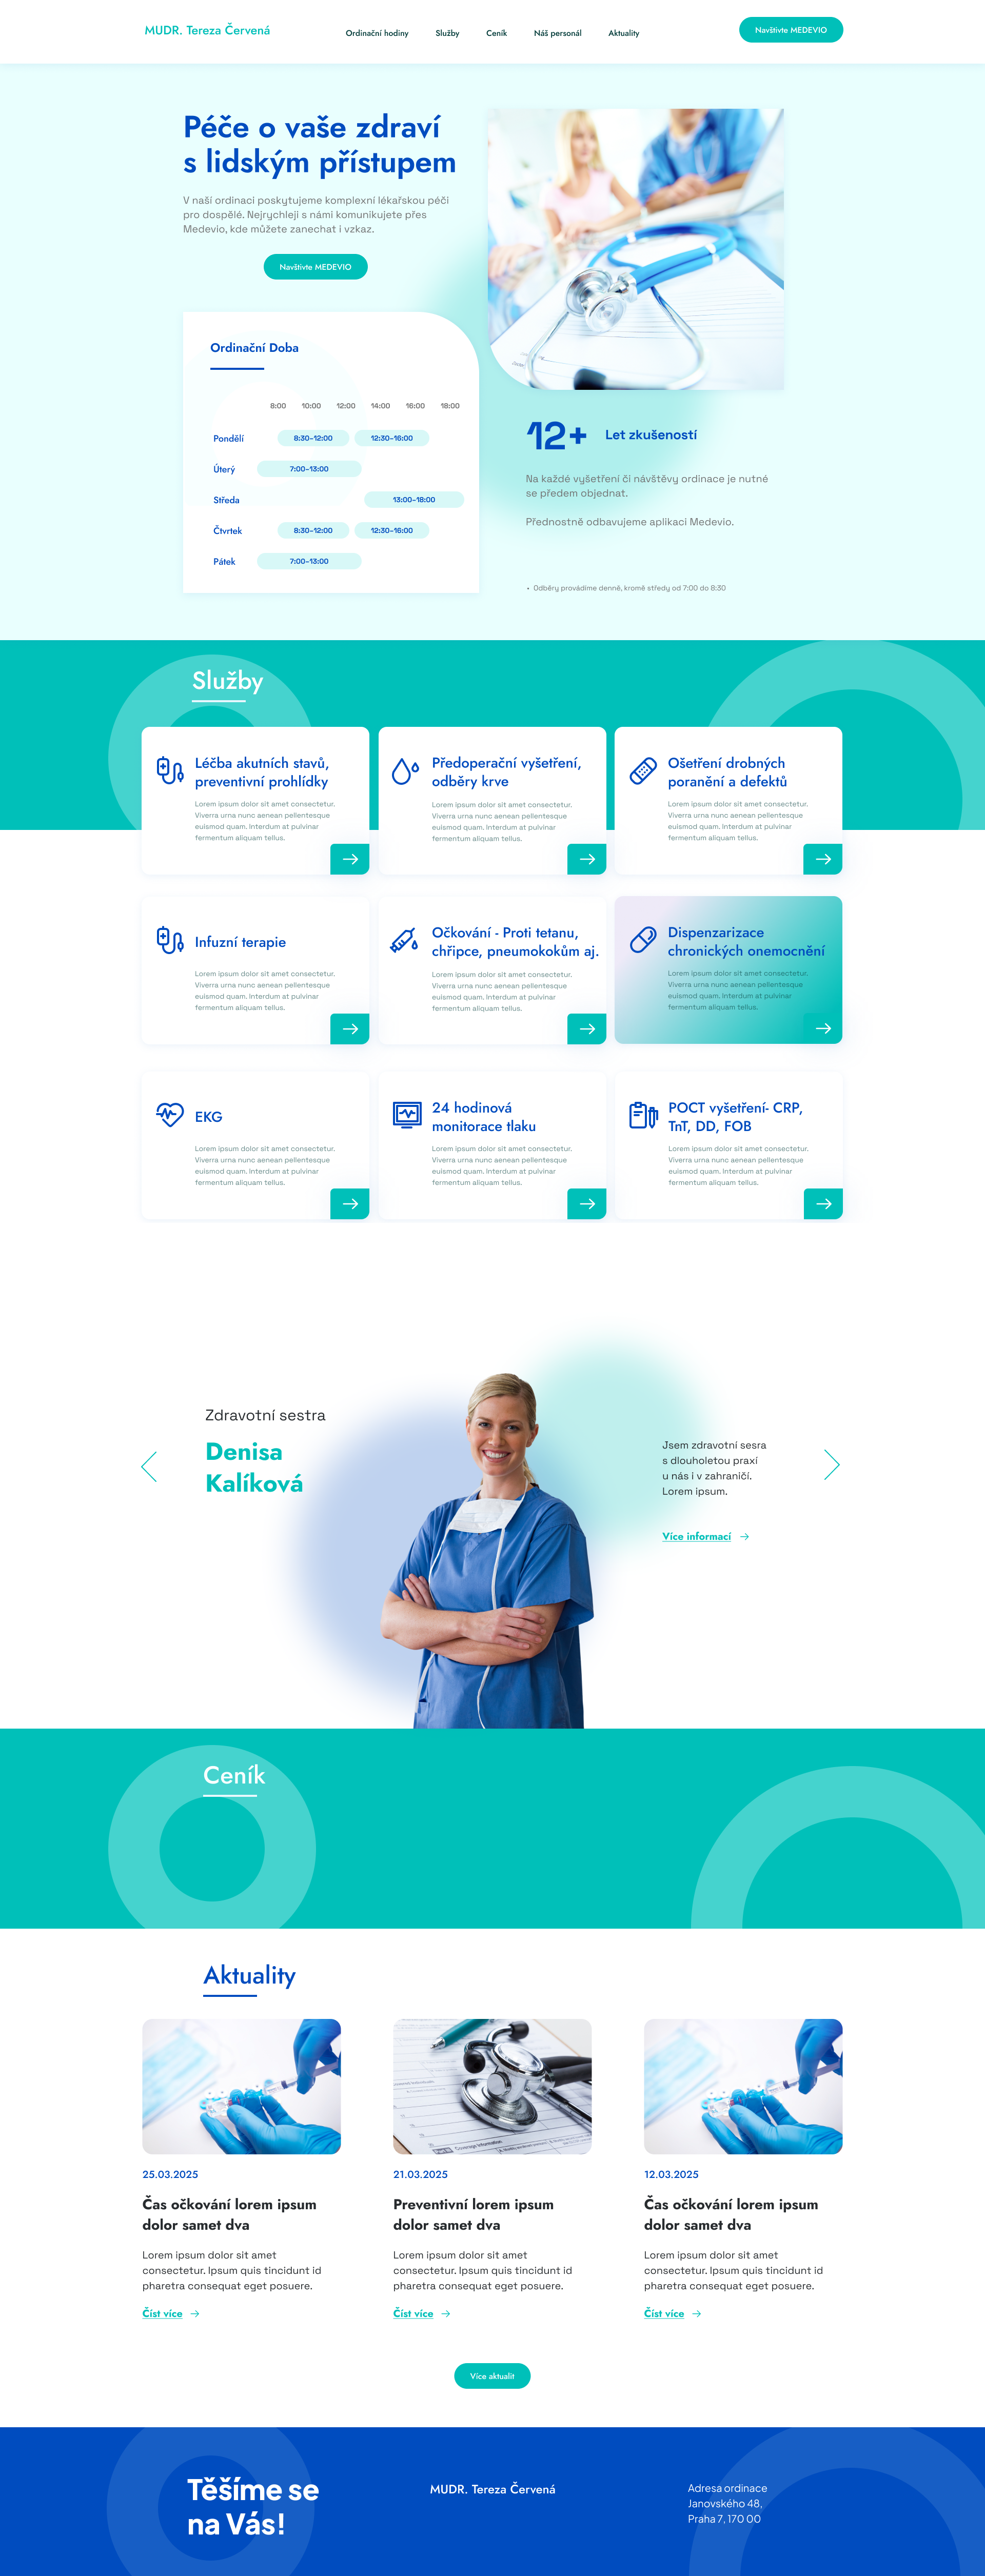 MUDR. Tereza Červená
Ordinační hodiny
Služby
Ceník
Náš personál
Aktuality
Navštivte MEDEVIO
Péče o vaše zdraví
s lidským přístupem
V naší ordinaci poskytujeme komplexní lékařskou péči
pro dospělé. Nejrychleji s námi komunikujete přes
Medevio, kde můžete zanechat i vzkaz.
Navštivte MEDEVIO
Ordinační Doba
8:00 10:00 12:00 14:00 16:00 18:00
Pondělí 8:30–12:00 12:30–16:00
Úterý 7:00–13:00
Středa 13:00–18:00
Čtvrtek 8:30–12:00 12:30–16:00
Pátek 7:00–13:00
12+ Let zkušeností
Na každé vyšetření či návštěvy ordinace je nutné
se předem objednat.
Přednostně odbavujeme aplikaci Medevio.
• Odběry provádíme denně, kromě středy od 7:00 do 8:30
Služby
Léčba akutních stavů,
preventivní prohlídky
Lorem ipsum dolor sit amet consectetur.
Viverra urna nunc aenean pellentesque
euismod quam. Interdum at pulvinar
fermentum aliquam tellus.
Předoperační vyšetření,
odběry krve
Lorem ipsum dolor sit amet consectetur.
Viverra urna nunc aenean pellentesque
euismod quam. Interdum at pulvinar
fermentum aliquam tellus.
Ošetření drobných
poranění a defektů
Lorem ipsum dolor sit amet consectetur.
Viverra urna nunc aenean pellentesque
euismod quam. Interdum at pulvinar
fermentum aliquam tellus.
Infuzní terapie
Lorem ipsum dolor sit amet consectetur.
Viverra urna nunc aenean pellentesque
euismod quam. Interdum at pulvinar
fermentum aliquam tellus.
Očkování - Proti tetanu,
chřipce, pneumokokům aj.
Lorem ipsum dolor sit amet consectetur.
Viverra urna nunc aenean pellentesque
euismod quam. Interdum at pulvinar
fermentum aliquam tellus.
Dispenzarizace
chronických onemocnění
Lorem ipsum dolor sit amet consectetur.
Viverra urna nunc aenean pellentesque
euismod quam. Interdum at pulvinar
fermentum aliquam tellus.
EKG
Lorem ipsum dolor sit amet consectetur.
Viverra urna nunc aenean pellentesque
euismod quam. Interdum at pulvinar
fermentum aliquam tellus.
24 hodinová
monitorace tlaku
Lorem ipsum dolor sit amet consectetur.
Viverra urna nunc aenean pellentesque
euismod quam. Interdum at pulvinar
fermentum aliquam tellus.
POCT vyšetření- CRP,
TnT, DD, FOB
Lorem ipsum dolor sit amet consectetur.
Viverra urna nunc aenean pellentesque
euismod quam. Interdum at pulvinar
fermentum aliquam tellus.
Zdravotní sestra
Denisa
Kalíková
Jsem zdravotní sesra
s dlouholetou praxí
u nás i v zahraničí.
Lorem ipsum.
Více informací
Ceník
Aktuality
25.03.2025
Čas očkování lorem ipsum
dolor samet dva
Lorem ipsum dolor sit amet
consectetur. Ipsum quis tincidunt id
pharetra consequat eget posuere.
Číst více
21.03.2025
Preventivní lorem ipsum
dolor samet dva
Lorem ipsum dolor sit amet
consectetur. Ipsum quis tincidunt id
pharetra consequat eget posuere.
Číst více
12.03.2025
Čas očkování lorem ipsum
dolor samet dva
Lorem ipsum dolor sit amet
consectetur. Ipsum quis tincidunt id
pharetra consequat eget posuere.
Číst více
Více aktualit
Těšíme se
na Vás!
MUDR. Tereza Červená
Adresa ordinace
Janovského 48,
Praha 7, 170 00